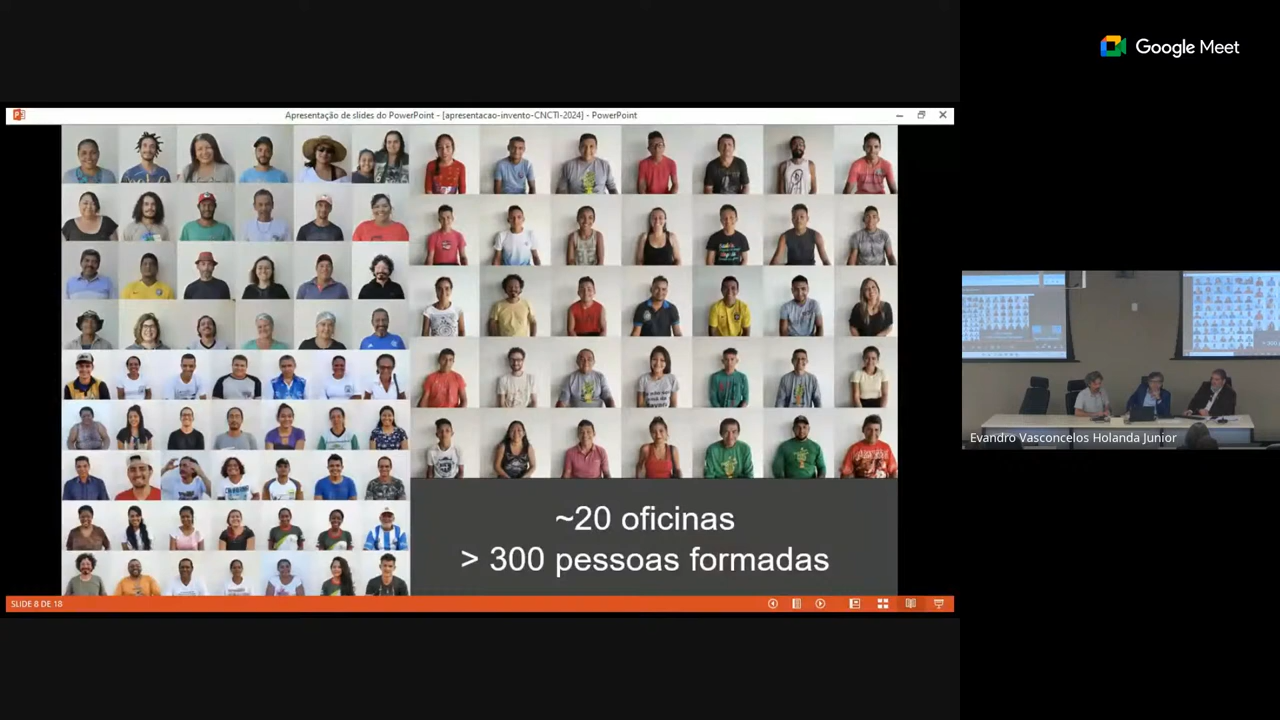 Google Meet
Apresentação de slides do PowerPoint - [apresentacao-invento-CNCTI-2024] - PowerPoint
~20 oficinas
> 300 pessoas formadas
Evandro Vasconcelos Holanda Junior
SLIDE 8 DE 18